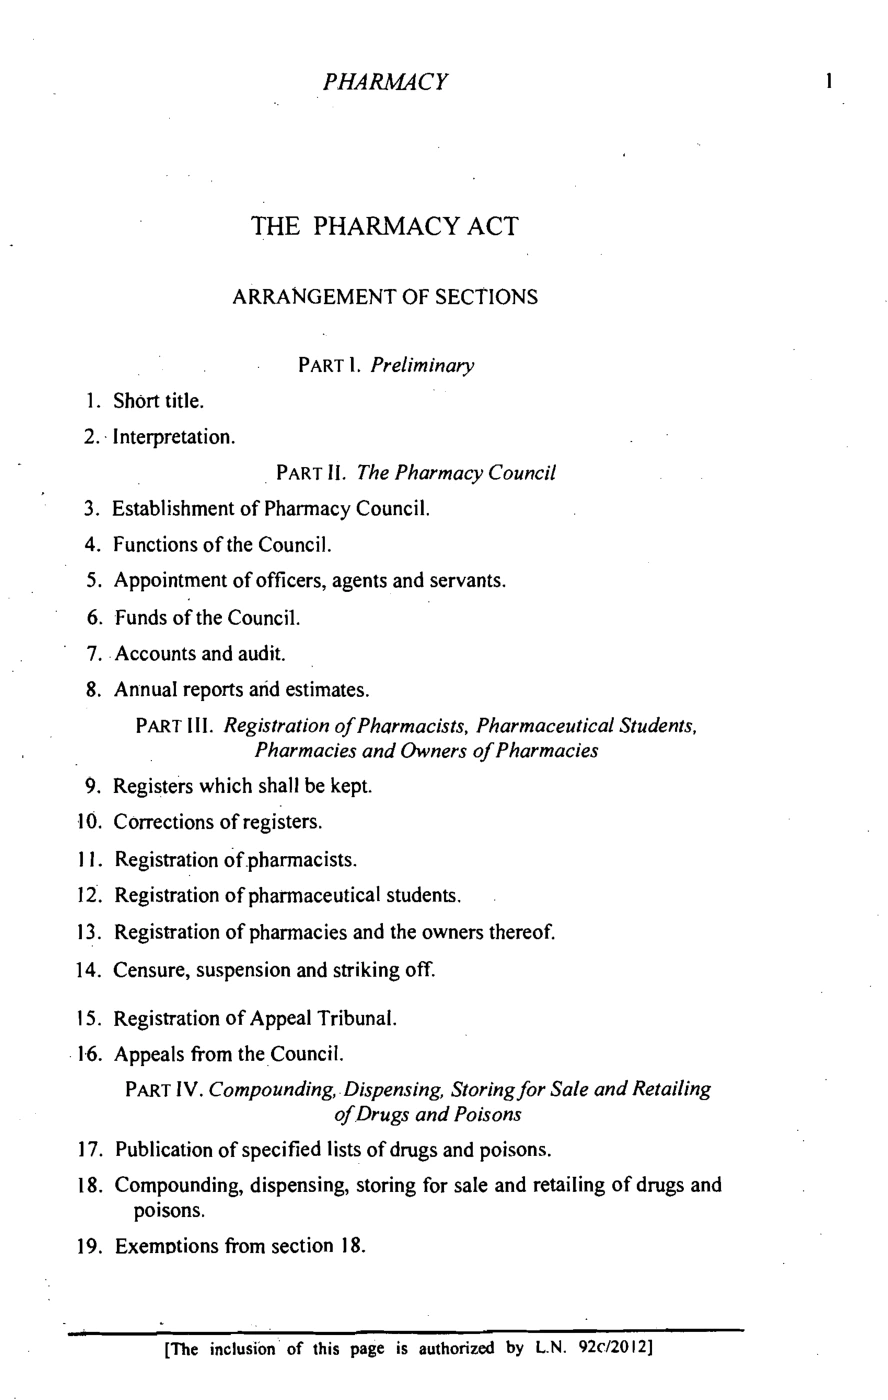 PHARMACY 1
THE PHARMACY ACT
ARRANGEMENT OF SECTIONS
PART I. Preliminary
1. Short title.
2. Interpretation.
PART II. The Pharmacy Council
3. Establishment of Pharmacy Council.
4. Functions of the Council.
5. Appointment of officers, agents and servants.
6. Funds of the Council.
7. Accounts and audit.
8. Annual reports and estimates.
PART III. Registration of Pharmacists, Pharmaceutical Students,
Pharmacies and Owners of Pharmacies
9. Registers which shall be kept.
10. Corrections of registers.
11. Registration of pharmacists.
12. Registration of pharmaceutical students.
13. Registration of pharmacies and the owners thereof.
14. Censure, suspension and striking off.
15. Registration of Appeal Tribunal.
16. Appeals from the Council.
PART IV. Compounding, Dispensing, Storing for Sale and Retailing
of Drugs and Poisons
17. Publication of specified lists of drugs and poisons.
18. Compounding, dispensing, storing for sale and retailing of drugs and
poisons.
19. Exemptions from section 18.
[The inclusion of this page is authorized by L.N. 92c/2012]